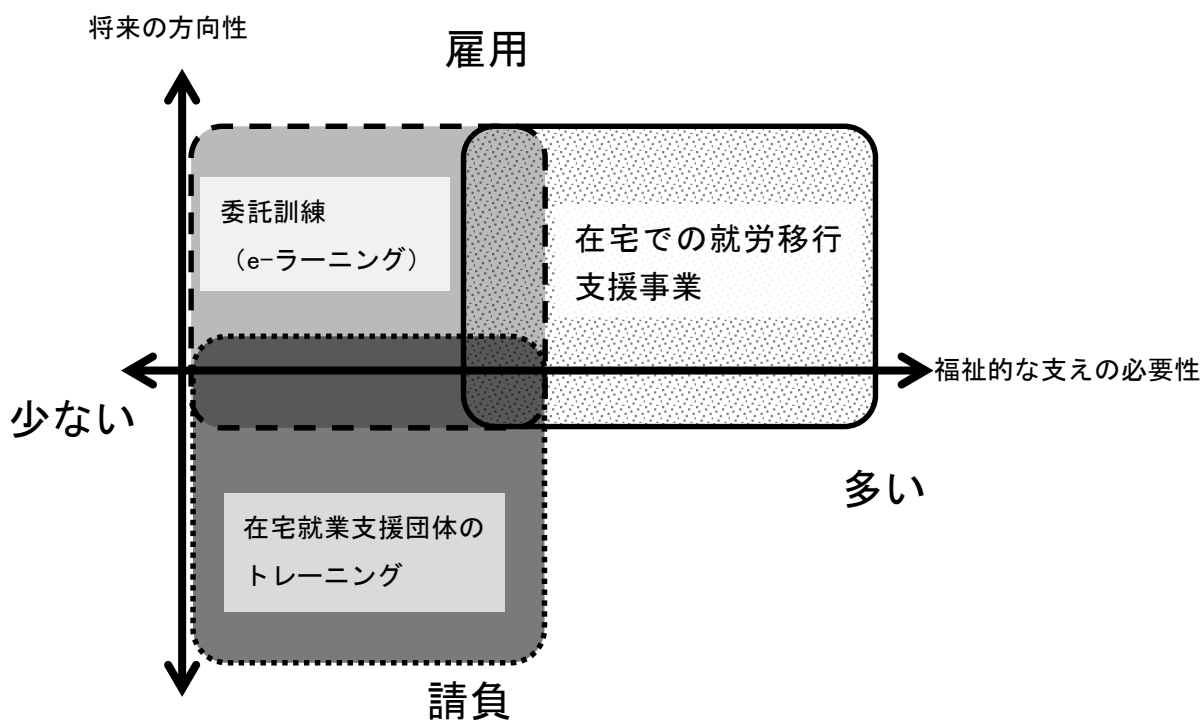 将来の方向性
雇用
委託訓練
（e-ラーニング）
在宅での就労移行
支援事業
福祉的な支えの必要性
少ない
多い
在宅就業支援団体の
トレーニング
請負